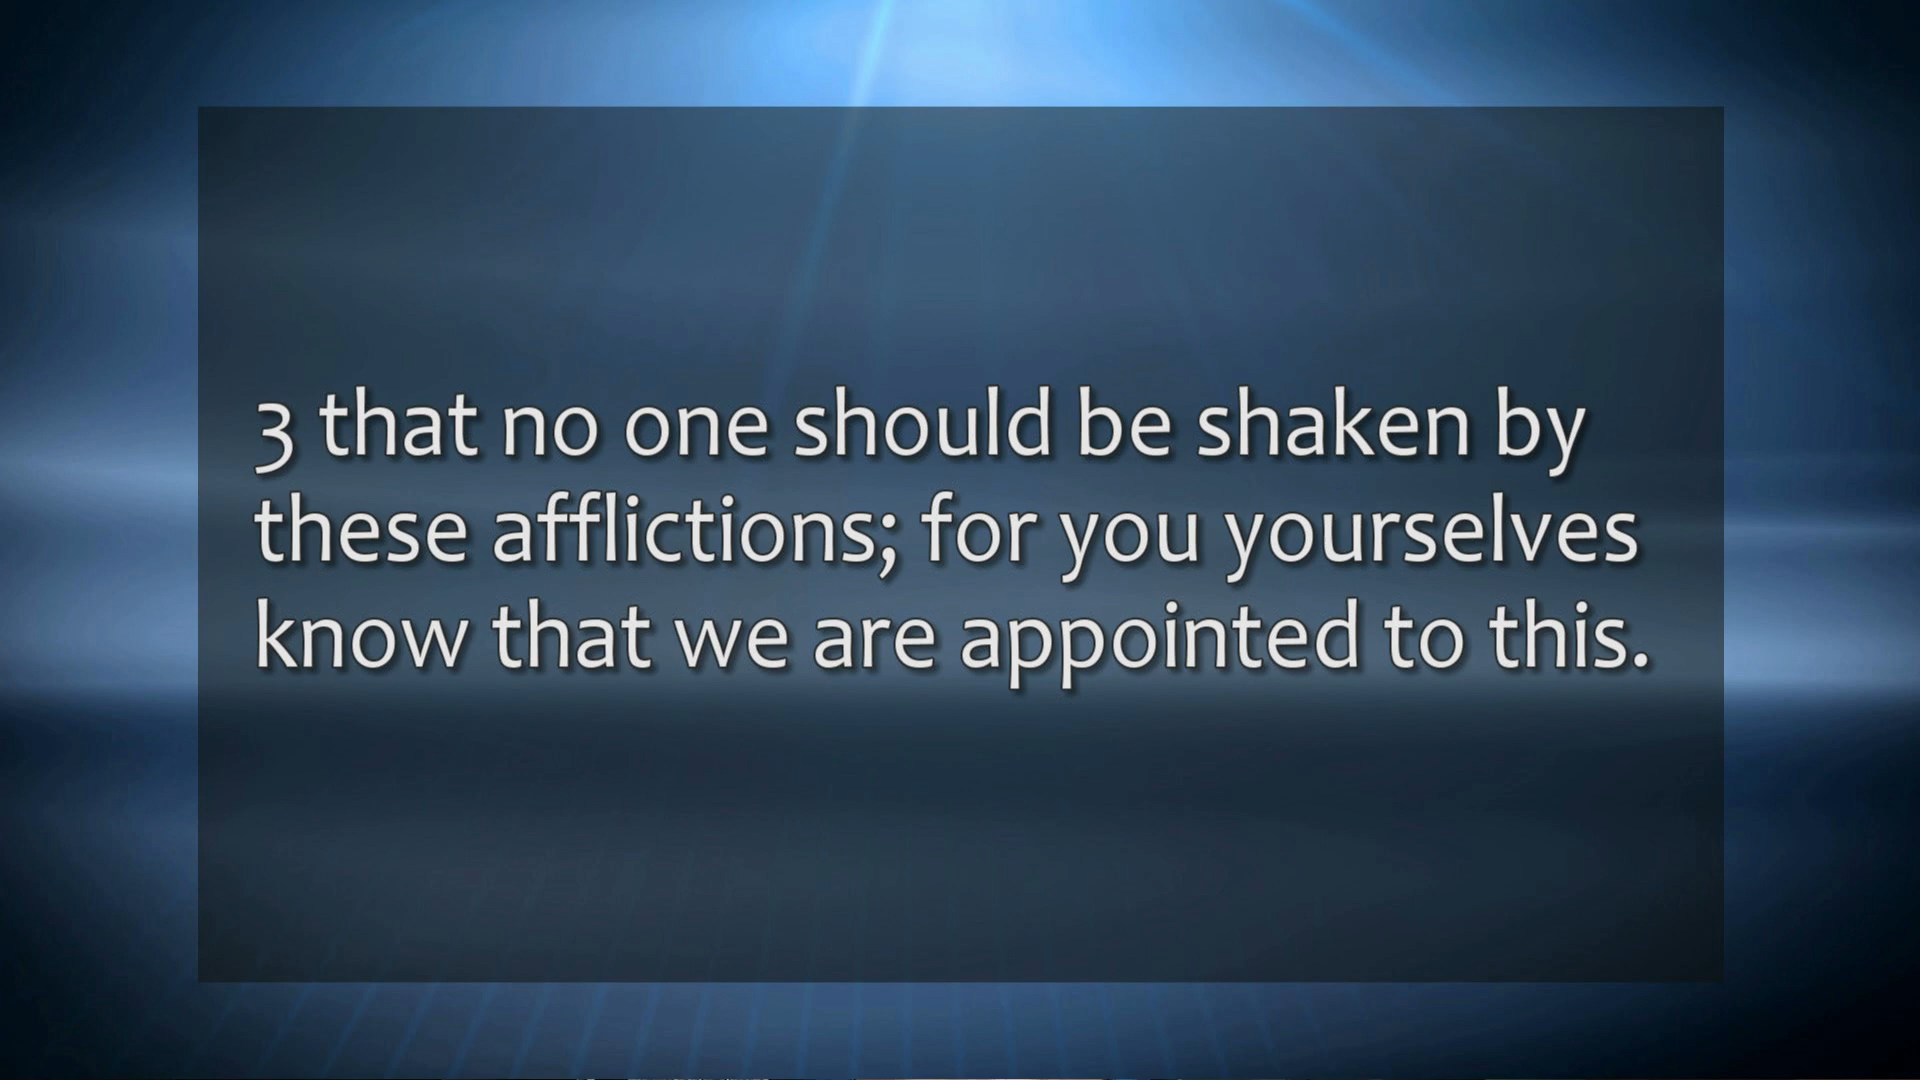 3 that no one should be shaken by
these afflictions; for you yourselves
know that we are appointed to this.